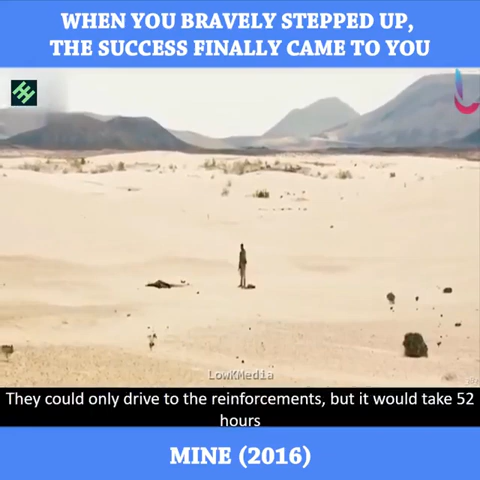 WHEN YOU BRAVELY STEPPED UP,
THE SUCCESS FINALLY CAME TO YOU
LowKMedia
They could only drive to the reinforcements, but it would take 52
hours
MINE (2016)